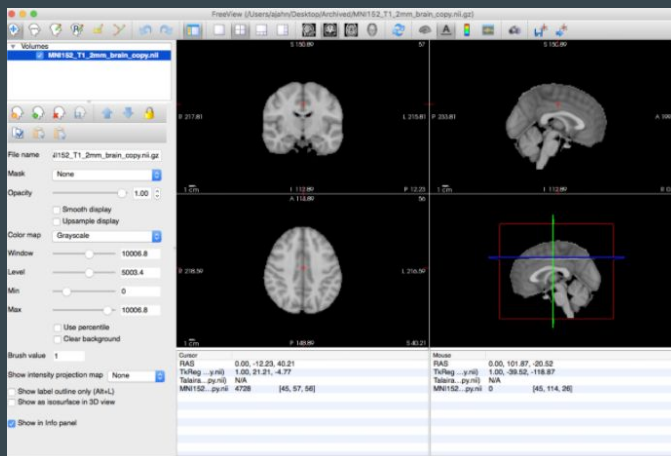 FreeView (/Users/ajahn/Desktop/Archived/MNI152_T1_2mm_brain_copy.nii.gz)
Volumes
MNI152_T1_2mm_brain_copy.nii
File name
NI152_T1_2mm_brain_copy.nii.gz
Mask
None
Opacity
1.00
Smooth display
Upsample display
Color map
Grayscale
Window
10006.8
Level
5003.4
Min
0
Max
10006.8
Use percentile
Clear background
Brush value
1
Show intensity projection map
None
Show label outline only (Alt+L)
Show as isosurface in 3D view
Show in Info panel
S 150.89
57
R 217.81
L 215.81
1 cm
I 112.89
P 12.23
S 150.89
P 233.81
1 cm
I 112.89
A 113.89
56
R 218.59
L 216.59
1 cm
P 148.89
S 40.21
Cursor
RAS
0.00, -12.23, 40.21
TkReg ...y.nii)
1.00, 21.21, -4.77
Talaira...py.nii)
N/A
MNI152...py.nii
4728
[45, 57, 56]
Mouse
RAS
0.00, 101.87, -20.52
TkReg ...y.nii)
1.00, -39.52, -118.87
Talaira...py.nii)
N/A
MNI152...py.nii
0
[45, 114, 26]